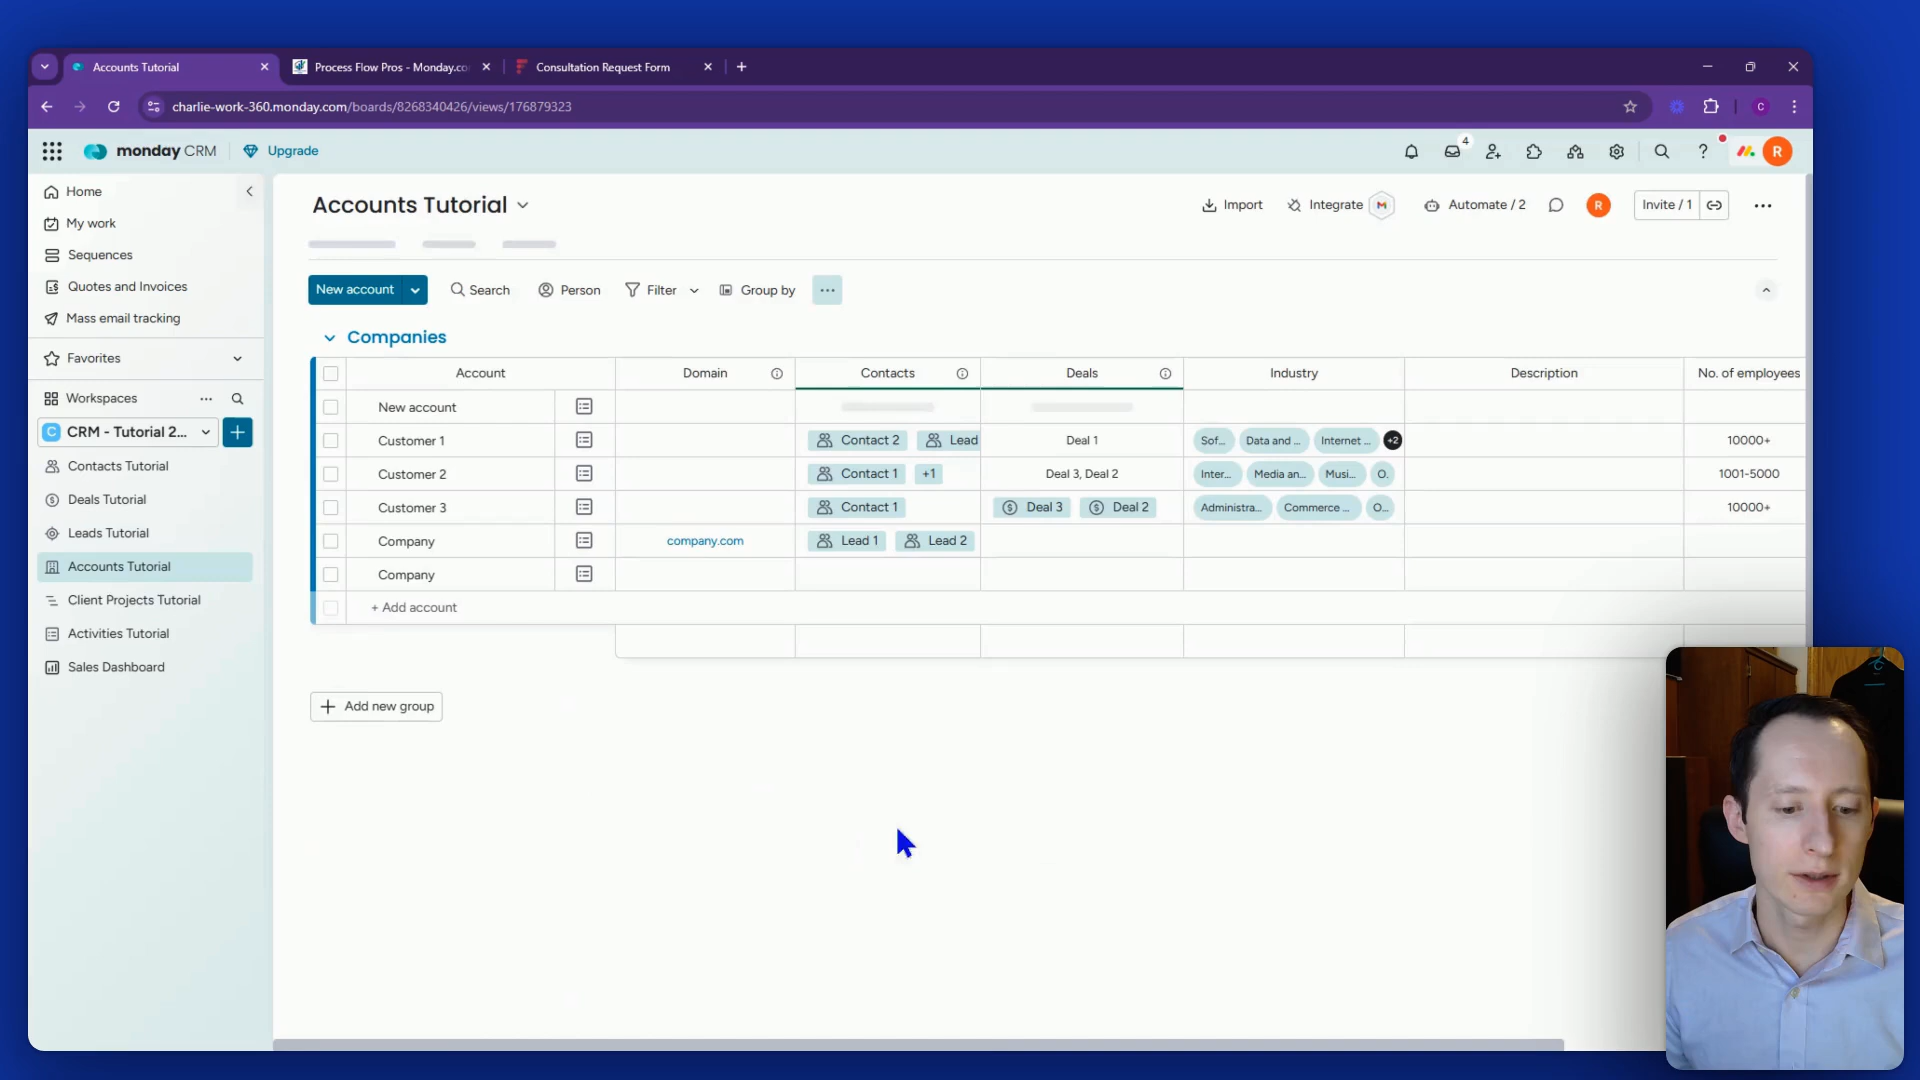 Accounts Tutorial
Process Flow Pros - Monday.co
Consultation Request Form
charlie-work-360.monday.com/boards/8268340426/views/176879323
C
monday CRM
Upgrade
4
R
Home
My work
Sequences
Quotes and Invoices
Mass email tracking
Favorites
Workspaces
C CRM - Tutorial 2...
Contacts Tutorial
Deals Tutorial
Leads Tutorial
Accounts Tutorial
Client Projects Tutorial
Activities Tutorial
Sales Dashboard
Accounts Tutorial
Import
Integrate
Automate / 2
R
Invite / 1
New account
Search
Person
Filter
Group by
Companies
Account Domain Contacts Deals Industry Description No. of employees
New account
Customer 1 Contact 2 Lead Deal 1 Sof... Data and ... Internet ... +2 10000+
Customer 2 Contact 1 +1 Deal 3, Deal 2 Inter... Media an... Musi... O. 1001-5000
Customer 3 Contact 1 Deal 3 Deal 2 Administra... Commerce ... O... 10000+
Company company.com Lead 1 Lead 2
Company
+ Add account
+ Add new group